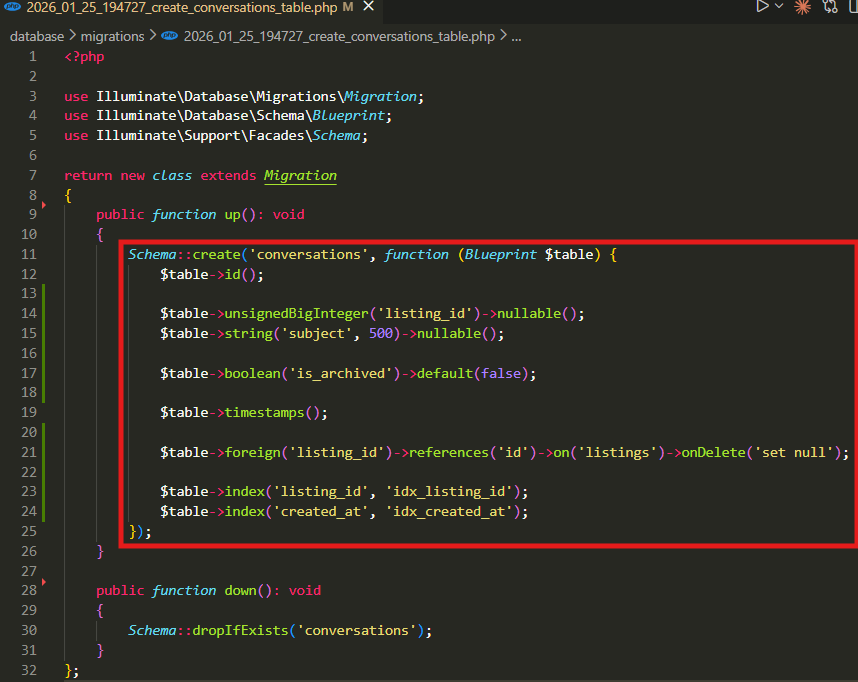 php 2026_01_25_194727_create_conversations_table.php M
database > migrations > php 2026_01_25_194727_create_conversations_table.php > ...
1 <?php
2
3 use Illuminate\Database\Migrations\Migration;
4 use Illuminate\Database\Schema\Blueprint;
5 use Illuminate\Support\Facades\Schema;
6
7 return new class extends Migration
8 {
9     public function up(): void
10     {
11         Schema::create('conversations', function (Blueprint $table) {
12             $table->id();
13
14             $table->unsignedBigInteger('listing_id')->nullable();
15             $table->string('subject', 500)->nullable();
16
17             $table->boolean('is_archived')->default(false);
18
19             $table->timestamps();
20
21             $table->foreign('listing_id')->references('id')->on('listings')->onDelete('set null');
22
23             $table->index('listing_id', 'idx_listing_id');
24             $table->index('created_at', 'idx_created_at');
25         });
26     }
27
28     public function down(): void
29     {
30         Schema::dropIfExists('conversations');
31     }
32 };